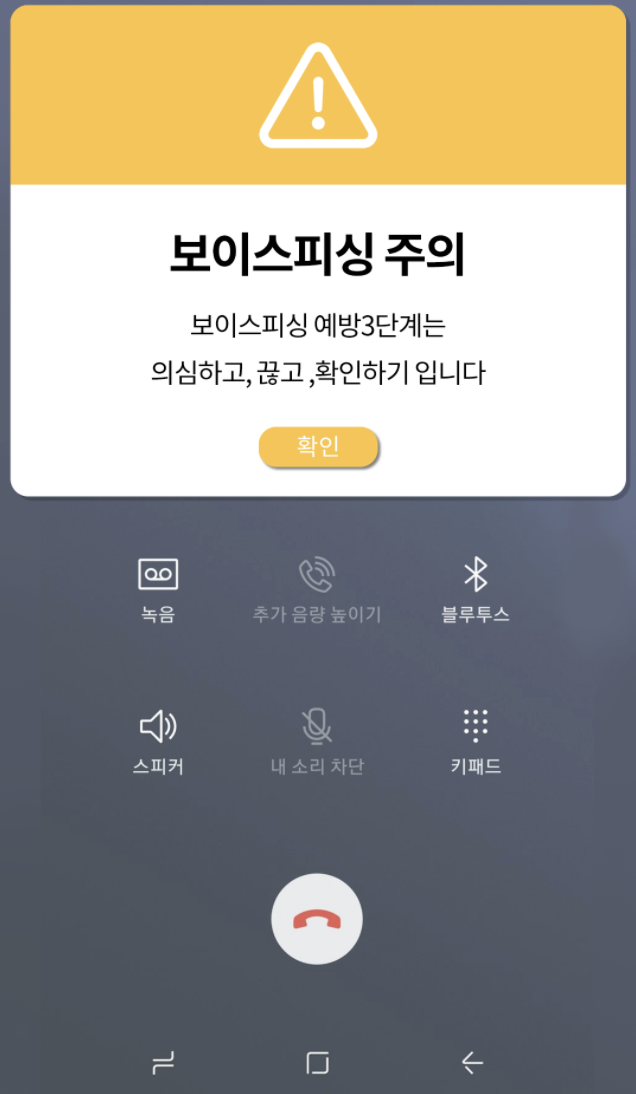 보이스피싱 주의
보이스피싱 예방3단계는
의심하고, 끊고 ,확인하기 입니다
확인
녹음 추가 음량 높이기 블루투스
스피커 내 소리 차단 키패드